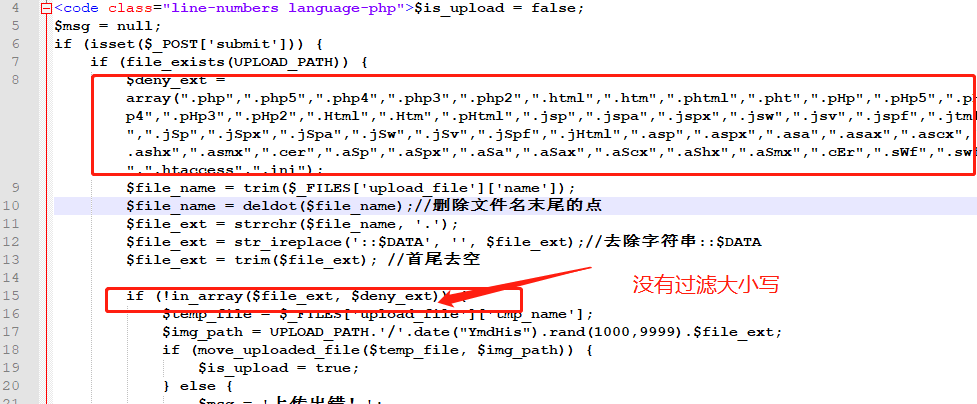 4 <code class="line-numbers language-php">$is_upload = false;
5 $msg = null;
6 if (isset($_POST['submit'])) {
7 if (file_exists(UPLOAD_PATH)) {
8 $deny_ext =
array(".php",".php5",".php4",".php3",".php2",".html",".htm",".phtml",".pht",".pHp",".pHp5",".p
p4",".pHp3",".pHp2",".Html",".Htm",".pHtml",".jsp",".jspa",".jspx",".jsw",".jsv",".jspf",".jtml
",".jSp",".jSpx",".jSpa",".jSw",".jSv",".jSpf",".jHtml",".asp",".aspx",".asa",".asax",".ascx",
.ashx",".asmx",".cer",".aSp",".aSpx",".aSa",".aSax",".aScx",".aShx",".aSmx",".cEr",".sWf",".swf
",".htaccess",".ini");
9 $file_name = trim($_FILES['upload_file']['name']);
10 $file_name = deldot($file_name);//删除文件名末尾的点
11 $file_ext = strrchr($file_name, '.');
12 $file_ext = str_ireplace('::$DATA', '', $file_ext);//去除字符串::$DATA
13 $file_ext = trim($file_ext); //首尾去空
没有过滤大小写
14
15 if (!in_array($file_ext, $deny_ext)) {
16 $temp_file = $_FILES['upload_file']['tmp_name'];
17 $img_path = UPLOAD_PATH.'/'.date("YmdHis").rand(1000,9999).$file_ext;
18 if (move_uploaded_file($temp_file, $img_path)) {
19 $is_upload = true;
20 } else {
21 $msg = '上传出错！';